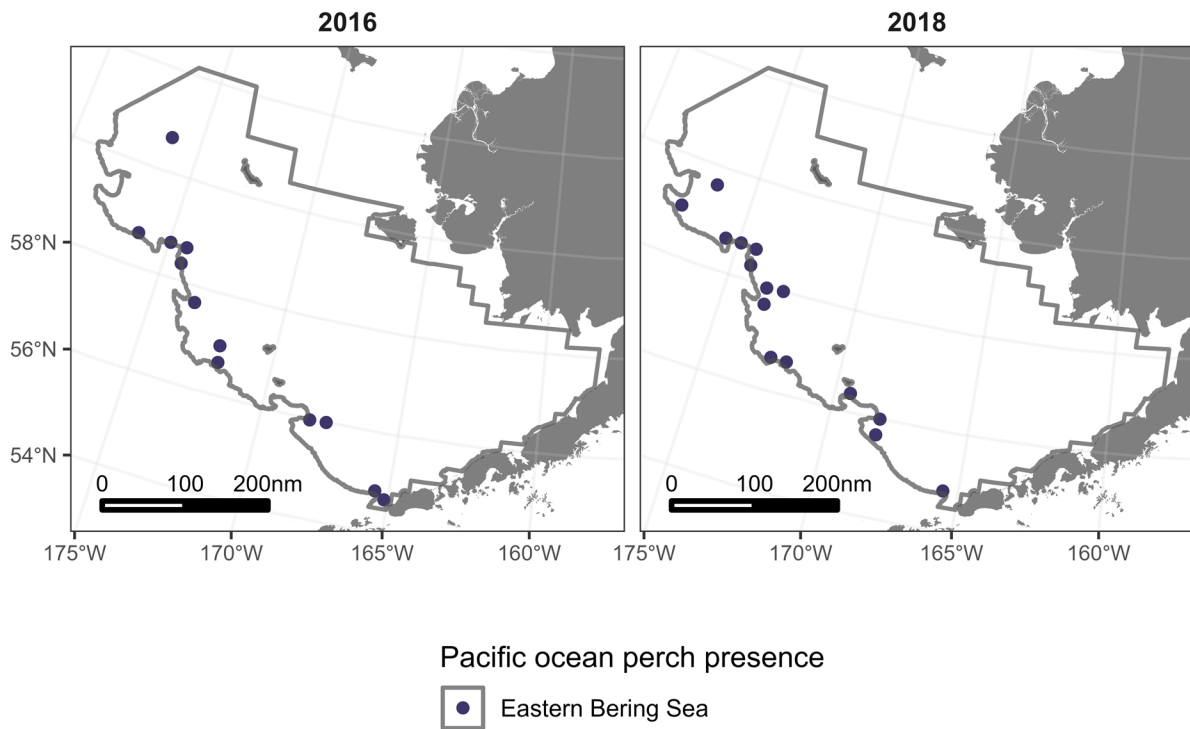 2016 2018
58°N
56°N
54°N
0 100 200nm 0 100 200nm
175°W 170°W 165°W 160°W 175°W 170°W 165°W 160°W
Pacific ocean perch presence
Eastern Bering Sea